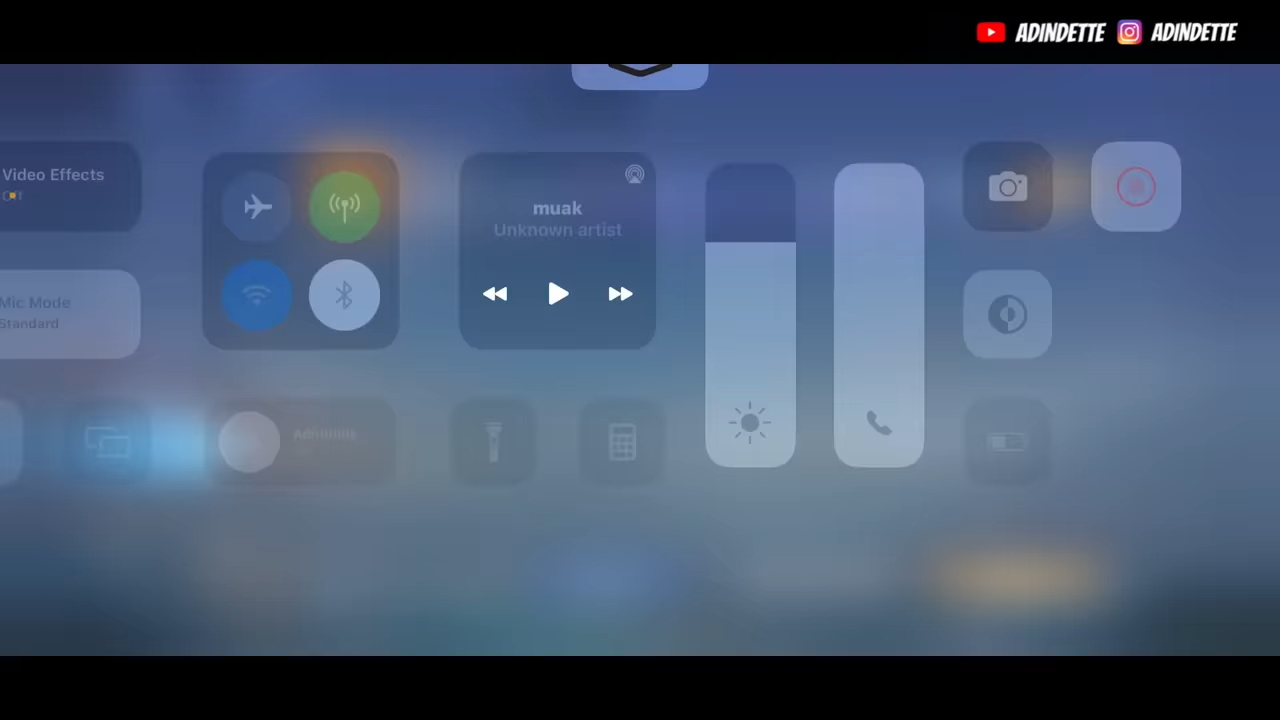 ADINDETTE ADINDETTE
Video Effects
muak
Unknown artist
Mic Mode
Standard